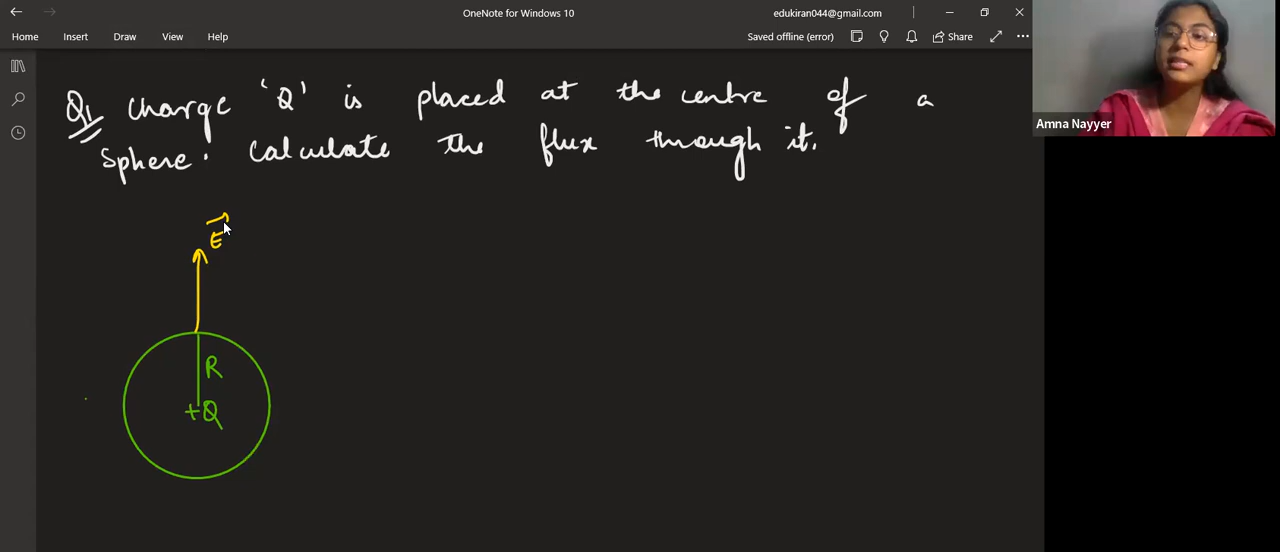 OneNote for Windows 10
edukiran044@gmail.com
Home Insert Draw View Help
Saved offline (error) Share
Q1 Charge 'Q' is placed at the centre of a
sphere. Calculate the flux through it.
Amna Nayyer
E
R
+Q